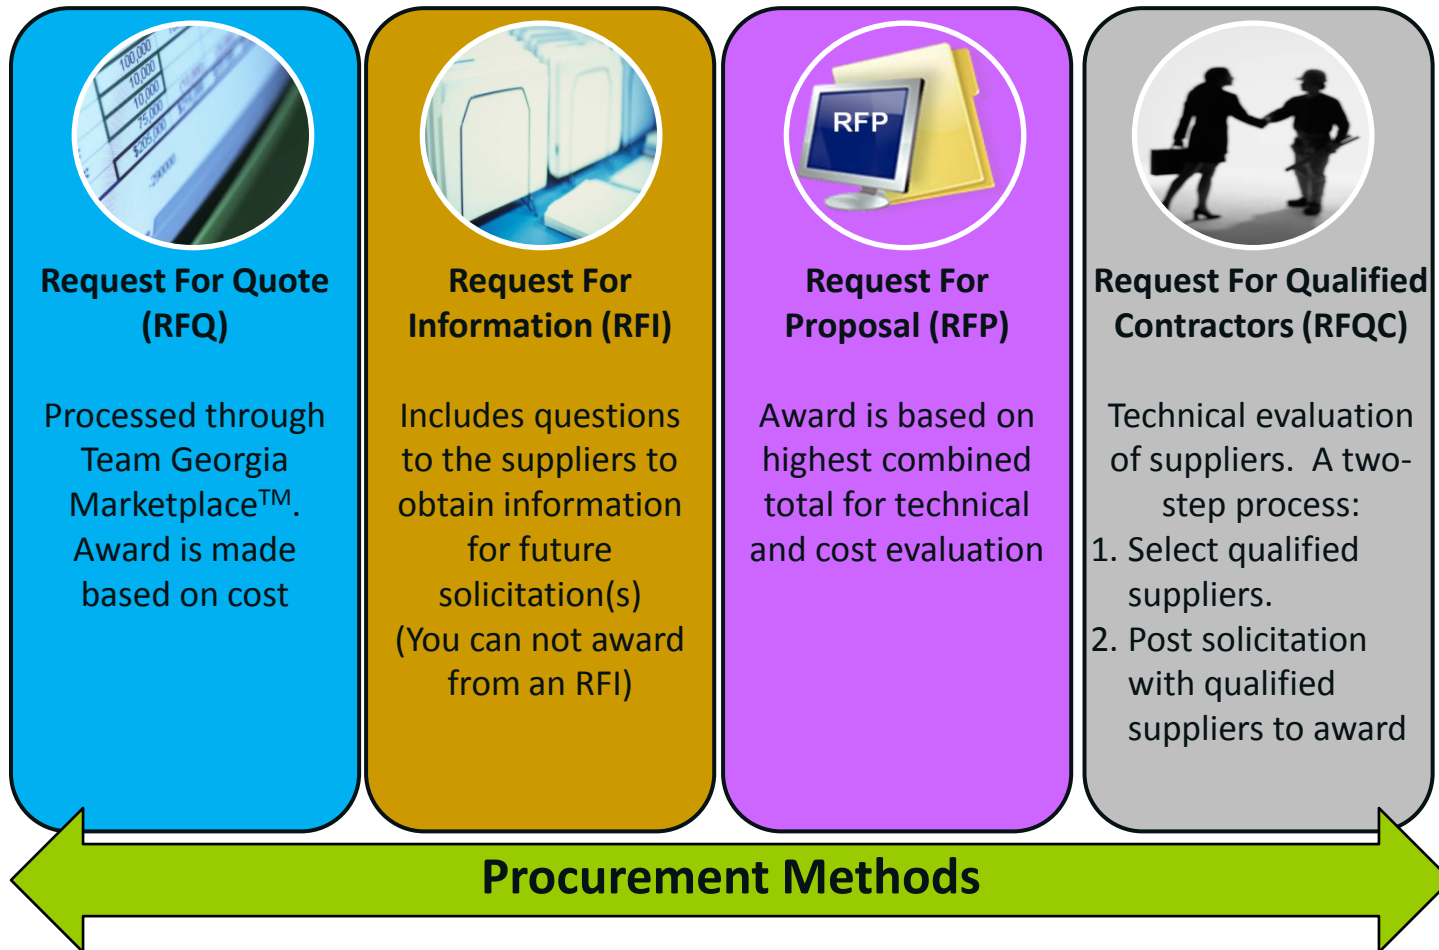 100,000
10,000
10,000
75,000
$205,000
-290000
RFP
Request For Quote
(RFQ)
Processed through
Team Georgia
Marketplace™.
Award is made
based on cost
Request For
Information (RFI)
Includes questions
to the suppliers to
obtain information
for future
solicitation(s)
(You can not award
from an RFI)
Request For
Proposal (RFP)
Award is based on
highest combined
total for technical
and cost evaluation
Request For Qualified
Contractors (RFQC)
Technical evaluation
of suppliers.  A two-
step process:
1. Select qualified
suppliers.
2. Post solicitation
with qualified
suppliers to award
Procurement Methods